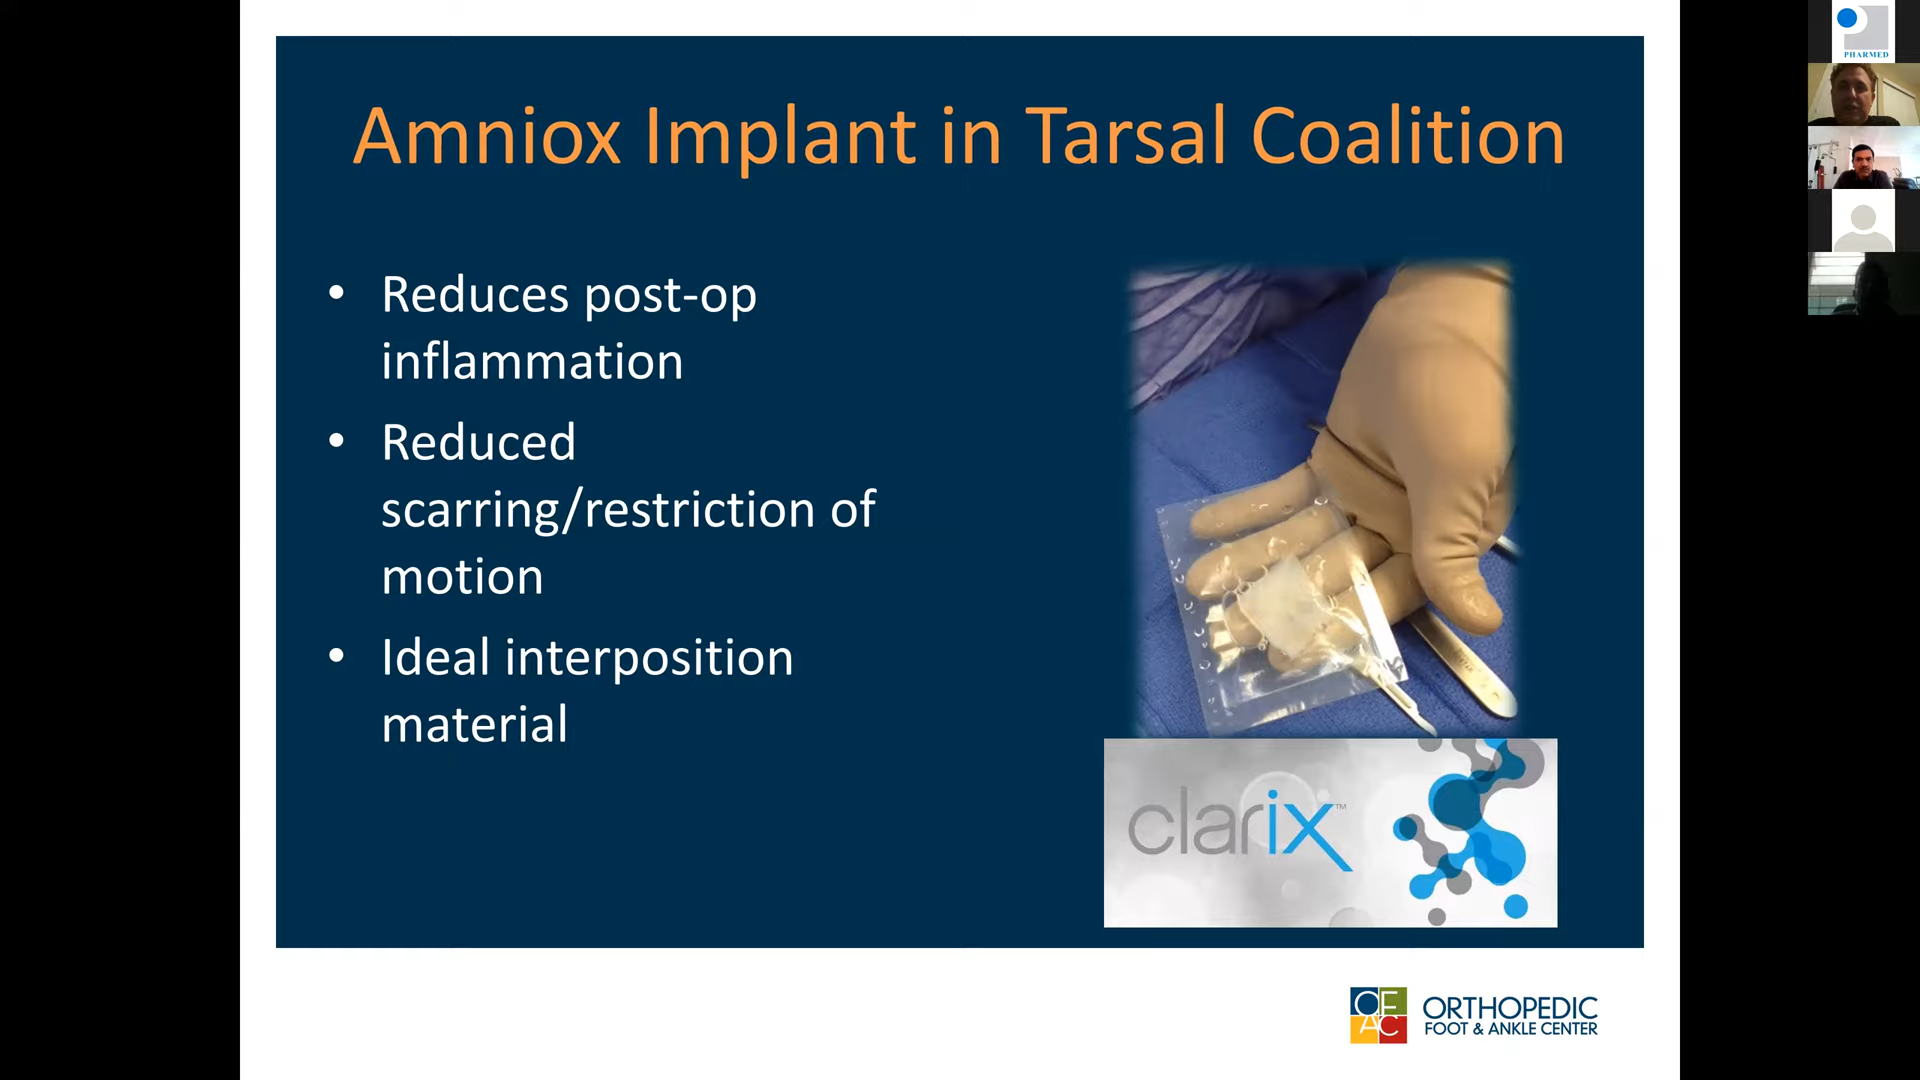 Amniox Implant in Tarsal Coalition
• Reduces post-op
inflammation
• Reduced
scarring/restriction of
motion
• Ideal interposition
material
clarix™
OFAC
ORTHOPEDIC
FOOT & ANKLE CENTER
PHARMED